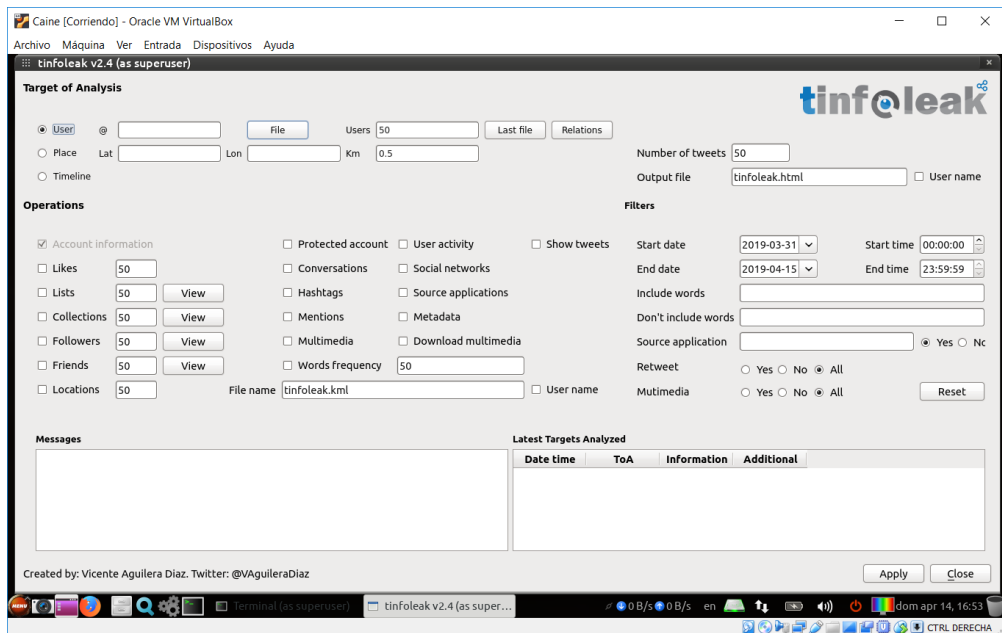 Caine [Corriendo] - Oracle VM VirtualBox
Archivo Máquina Ver Entrada Dispositivos Ayuda
tinfoleak v2.4 (as superuser)
Target of Analysis
tinfoleak
User @ File Users 50 Last file Relations
Place Lat Lon Km 0.5 Number of tweets 50
Timeline Output file tinfoleak.html User name
Operations Filters
Account information Protected account User activity Show tweets Start date 2019-03-31 Start time 00:00:00
Likes 50 Conversations Social networks End date 2019-04-15 End time 23:59:59
Lists 50 View Hashtags Source applications Include words
Collections 50 View Mentions Metadata Don't include words
Followers 50 View Multimedia Download multimedia Source application Yes Nc
Friends 50 View Words frequency 50 Retweet Yes No All
Locations 50 File name tinfoleak.kml User name Mutimedia Yes No All Reset
Messages Latest Targets Analyzed
Date time ToA Information Additional
Created by: Vicente Aguilera Diaz. Twitter: @VAguileraDiaz Apply Close
MENU Terminal (as superuser) tinfoleak v2.4 (as super... 0 B/s 0 B/s en dom apr 14, 16:53
CTRL DERECHA